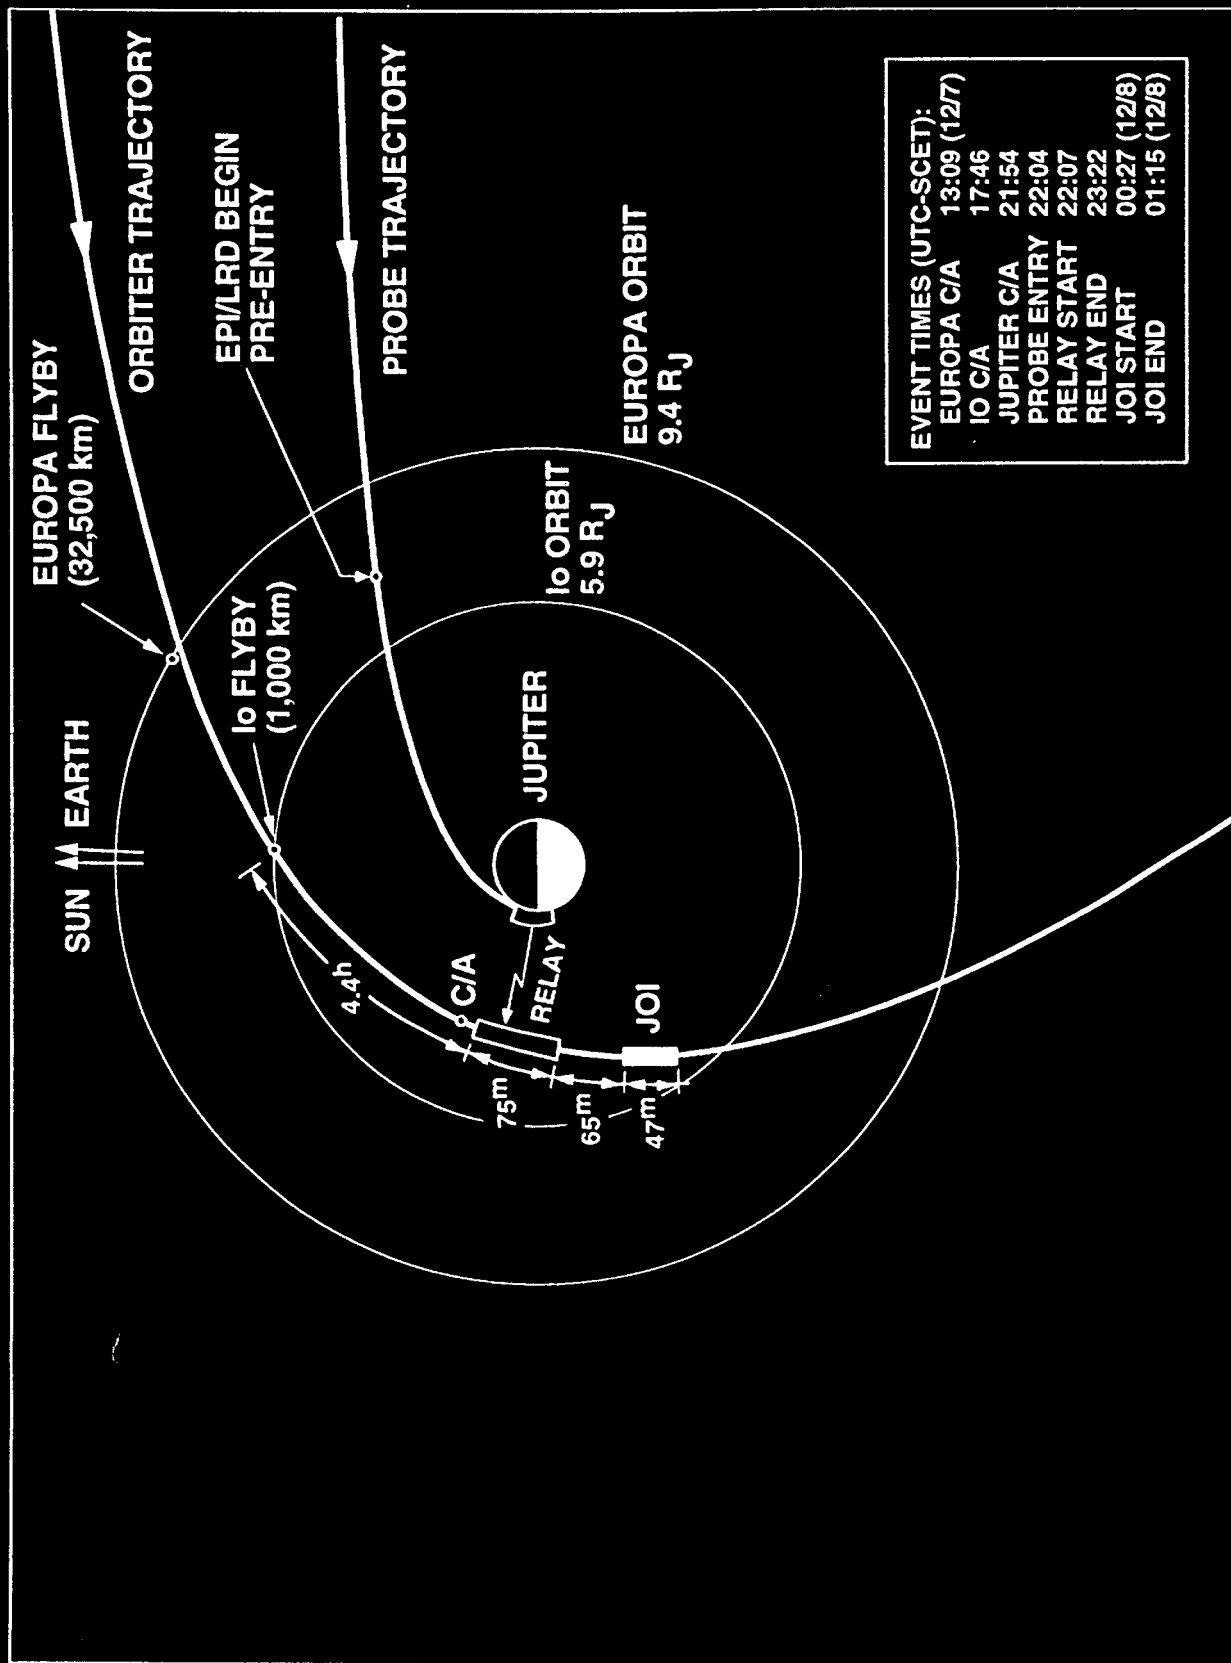 EUROPA FLYBY
(32,500 km)
ORBITER TRAJECTORY
SUN EARTH
Io FLYBY
(1,000 km)
EPI/LRD BEGIN
PRE-ENTRY
PROBE TRAJECTORY
4.4h
C/A
RELAY
75m
65m
47m
JOI
JUPITER
Io ORBIT
5.9 RJ
EUROPA ORBIT
9.4 RJ
EVENT TIMES (UTC-SCET):
EUROPA C/A 13:09 (12/7)
IO C/A 17:46
JUPITER C/A 21:54
PROBE ENTRY 22:04
RELAY START 22:07
RELAY END 23:22
JOI START 00:27 (12/8)
JOI END 01:15 (12/8)